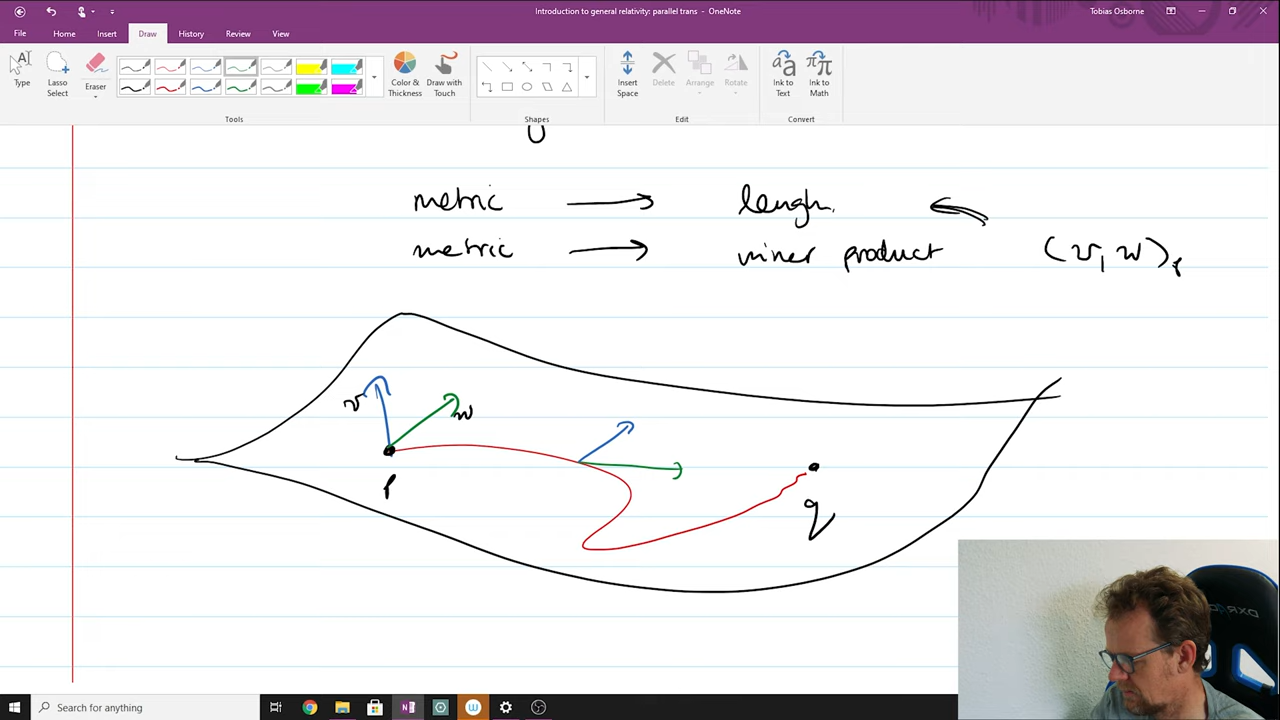 Introduction to general relativity: parallel trans - OneNote
Tobias Osborne
File Home Insert Draw History Review View
Type
Lasso Select
Eraser
Color & Thickness
Draw with Touch
Insert Space
Delete
Arrange
Rotate
Ink to Text
Ink to Math
Tools
Shapes
Edit
Convert
metric → length
metric → inner product (v, w)p
v
w
p
q
DXRACER
Search for anything